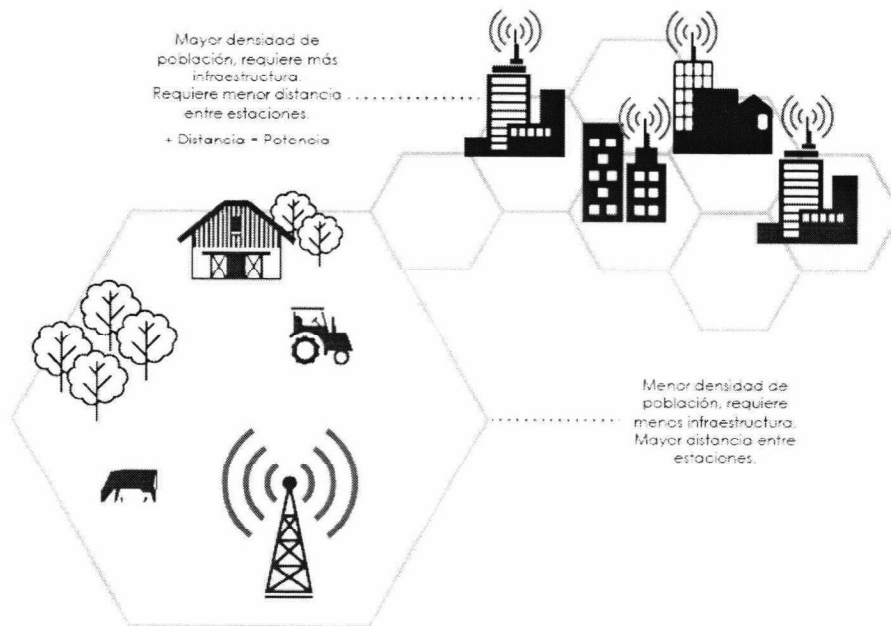 Mayor densidad de
población, requiere más
infraestructura.
Requiere menor distancia
entre estaciones.
+ Distancia = Potencia
Menor densidad de
población, requiere
menos infraestructura.
Mayor distancia entre
estaciones.